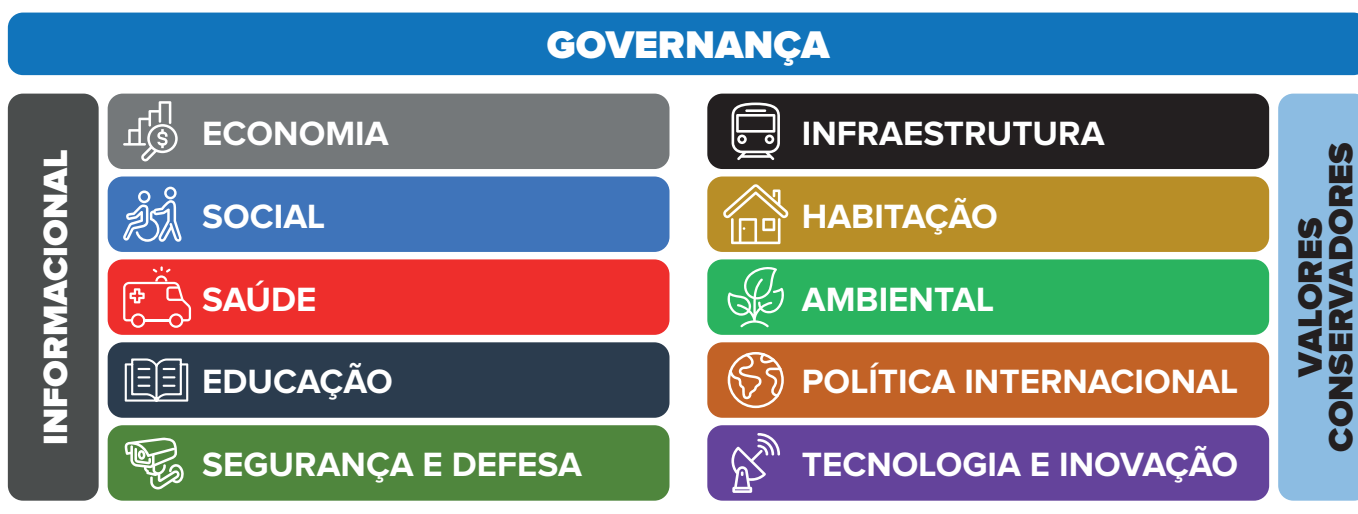 GOVERNANÇA
INFORMACIONAL
ECONOMIA
SOCIAL
SAÚDE
EDUCAÇÃO
SEGURANÇA E DEFESA
INFRAESTRUTURA
HABITAÇÃO
AMBIENTAL
POLÍTICA INTERNACIONAL
TECNOLOGIA E INOVAÇÃO
VALORES
CONSERVADORES